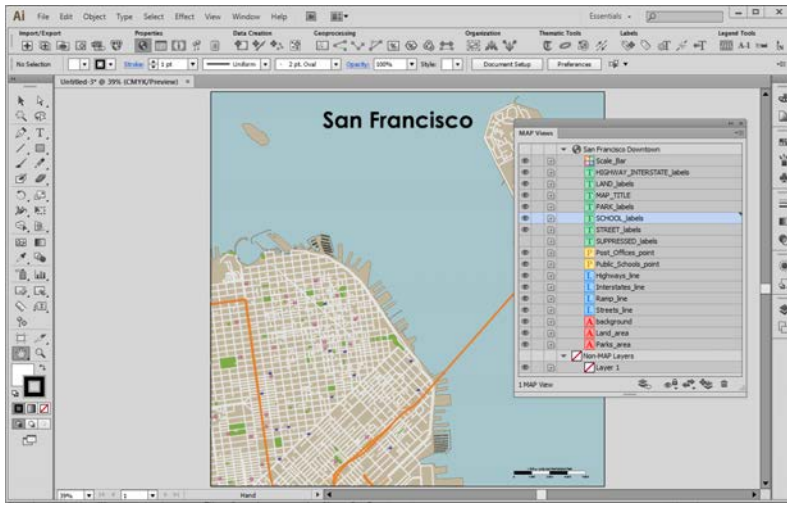 Ai File Edit Object Type Select Effect View Window Help Br Essentials
Import/Export Properties Data Creation Geoprocessing Organization Thematic Tools Labels Legend Tools
No Selection Stroke: 1 pt Uniform 2 pt. Oval Opacity: 100% Style: Document Setup Preferences
Untitled-3* @ 39% (CMYK/Preview) ×
San Francisco
MAP Views
San Francisco Downtown
Scale_Bar
HIGHWAY_INTERSTATE_labels
LAND_labels
MAP_TITLE
PARK_labels
SCHOOL_labels
STREET_labels
SUPPRESSED_labels
Post_Offices_point
Public_Schools_point
Highways_line
Interstates_line
Ramp_line
Streets_line
background
Land_area
Parks_area
Non-MAP Layers
Layer 1
1 MAP View
39% 1 Hand